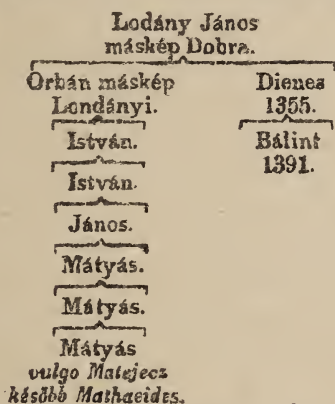 Lodány János
máskép Dobra.
Orbán máskép
Londányi.
Dienes
1355.
István.
Bálint
1391.
István.
János.
Mátyás.
Mátyás.
Mátyás
vulgo Matejecz
később Mathaeides.